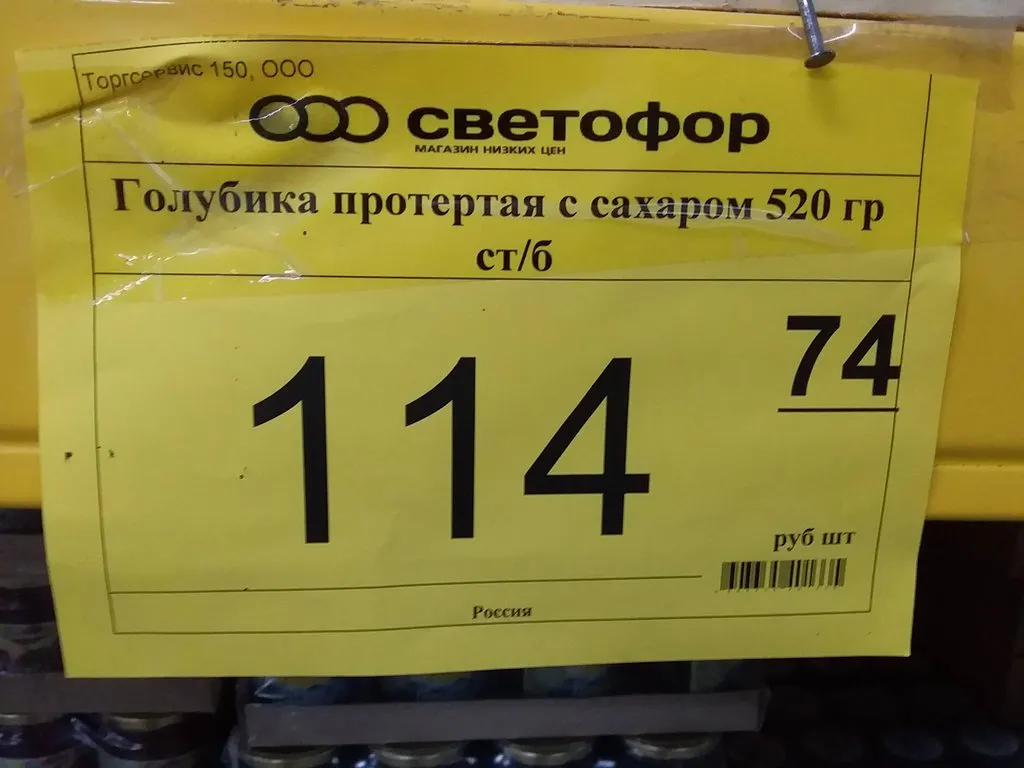 Торгсервис 150, ООО
светофор
МАГАЗИН НИЗКИХ ЦЕН
Голубика протертая с сахаром 520 гр
ст/б
114 74
руб шт
Россия